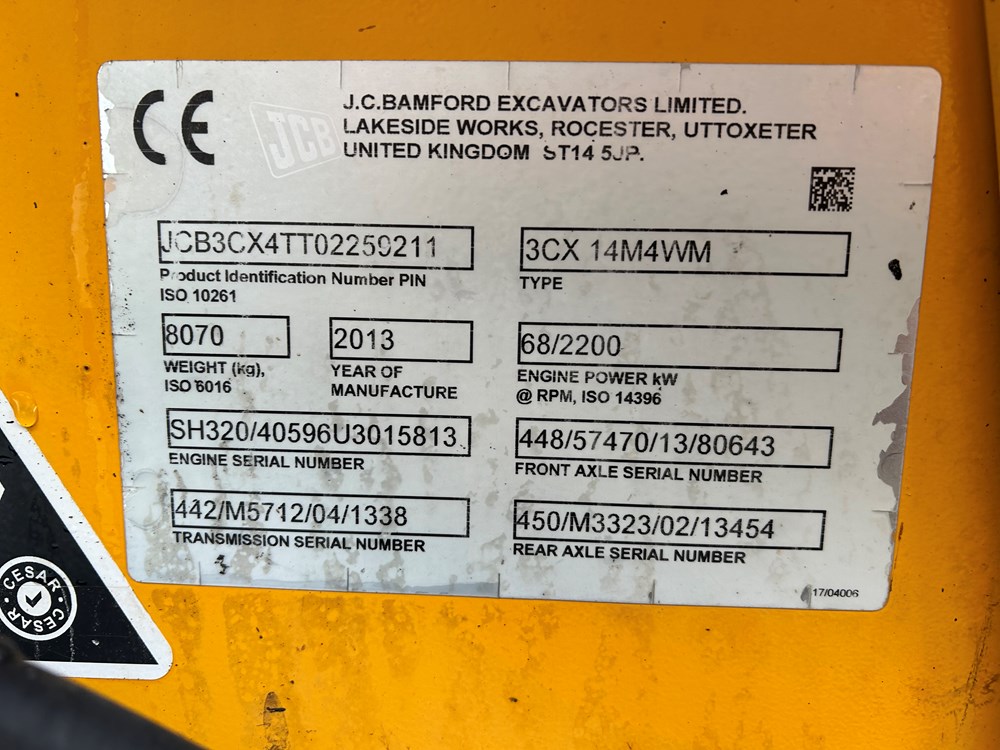 CE
JCB
J.C.BAMFORD EXCAVATORS LIMITED.
LAKESIDE WORKS, ROCESTER, UTTOXETER
UNITED KINGDOM ST14 5JP.
JCB3CX4TT02259211
Product Identification Number PIN
ISO 10261
3CX 14M4WM
TYPE
8070
WEIGHT (kg),
ISO 6016
2013
YEAR OF
MANUFACTURE
68/2200
ENGINE POWER kW
@ RPM, ISO 14396
SH320/40596U3015813
ENGINE SERIAL NUMBER
448/57470/13/80643
FRONT AXLE SERIAL NUMBER
442/M5712/04/1338
TRANSMISSION SERIAL NUMBER
450/M3323/02/13454
REAR AXLE SERIAL NUMBER
17/04006
CESAR · CESAR ·